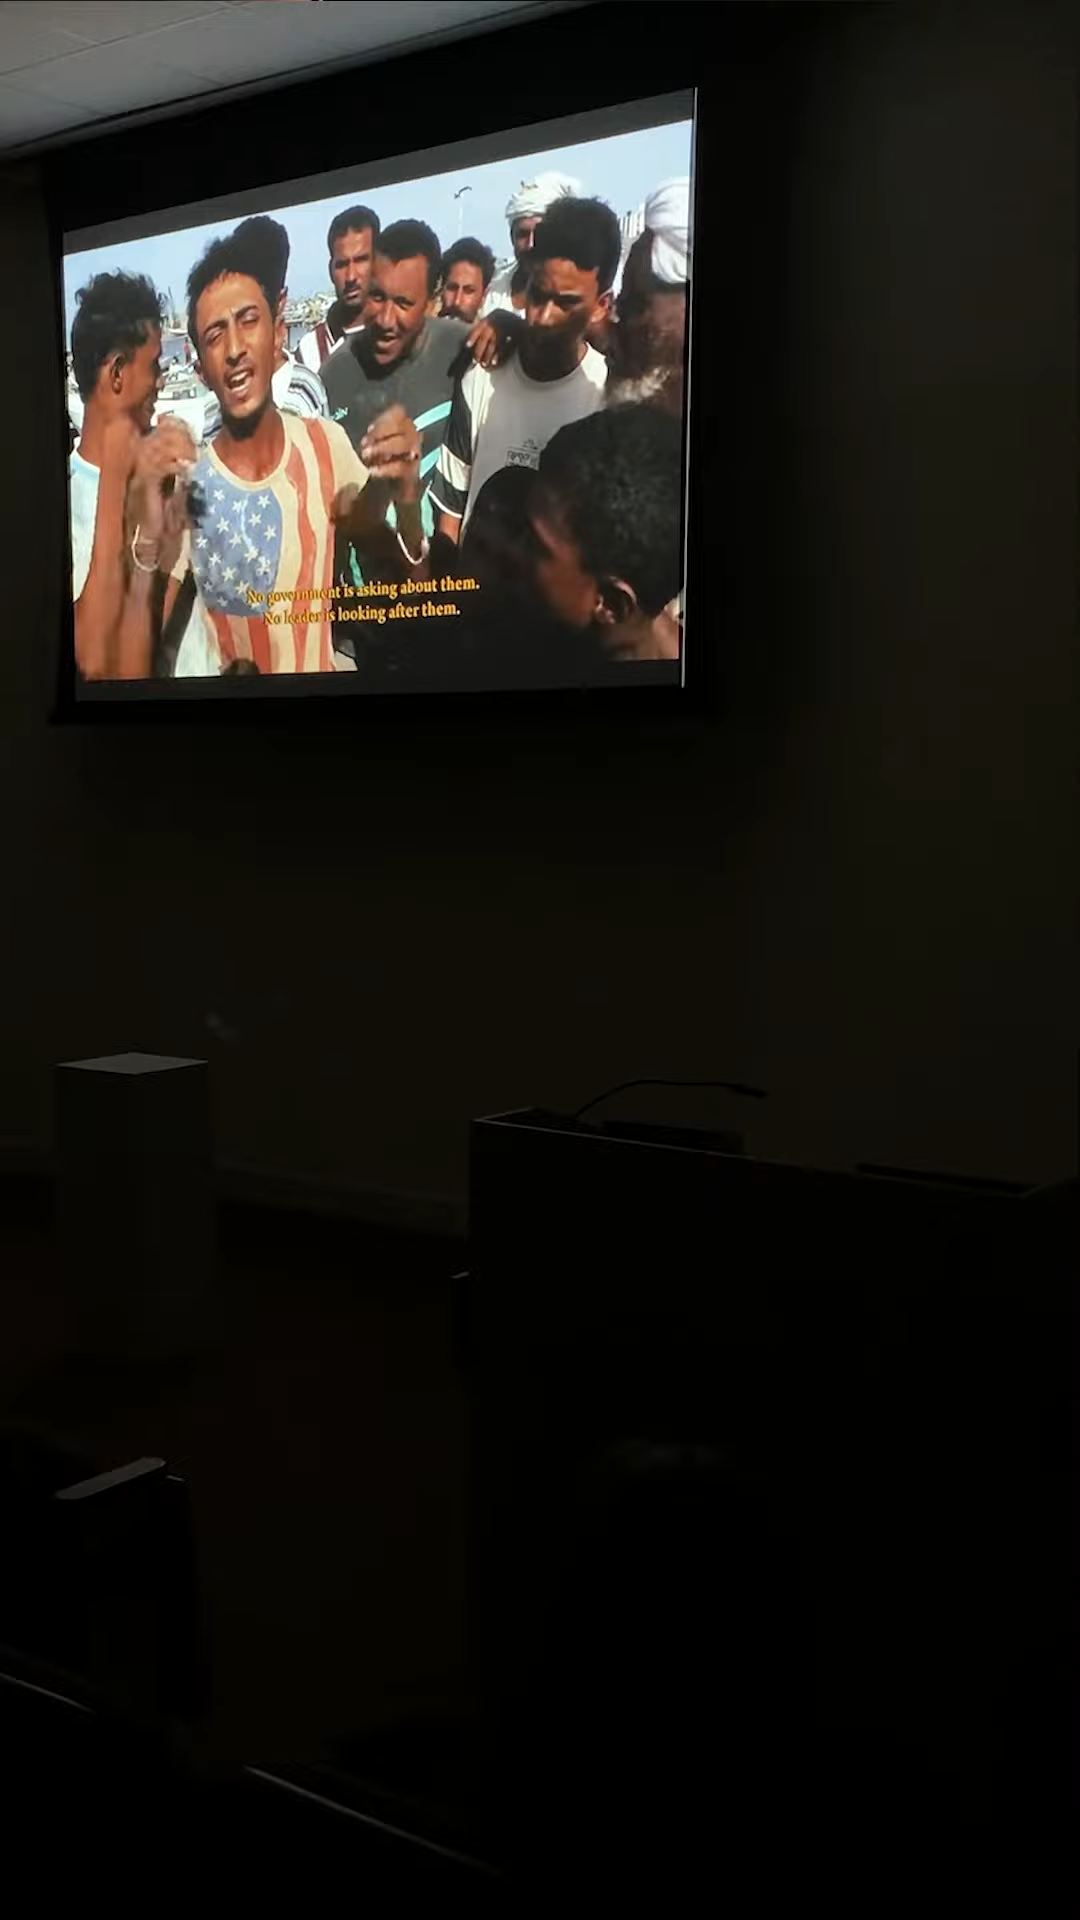 No government is asking about them.
No leader is looking after them.